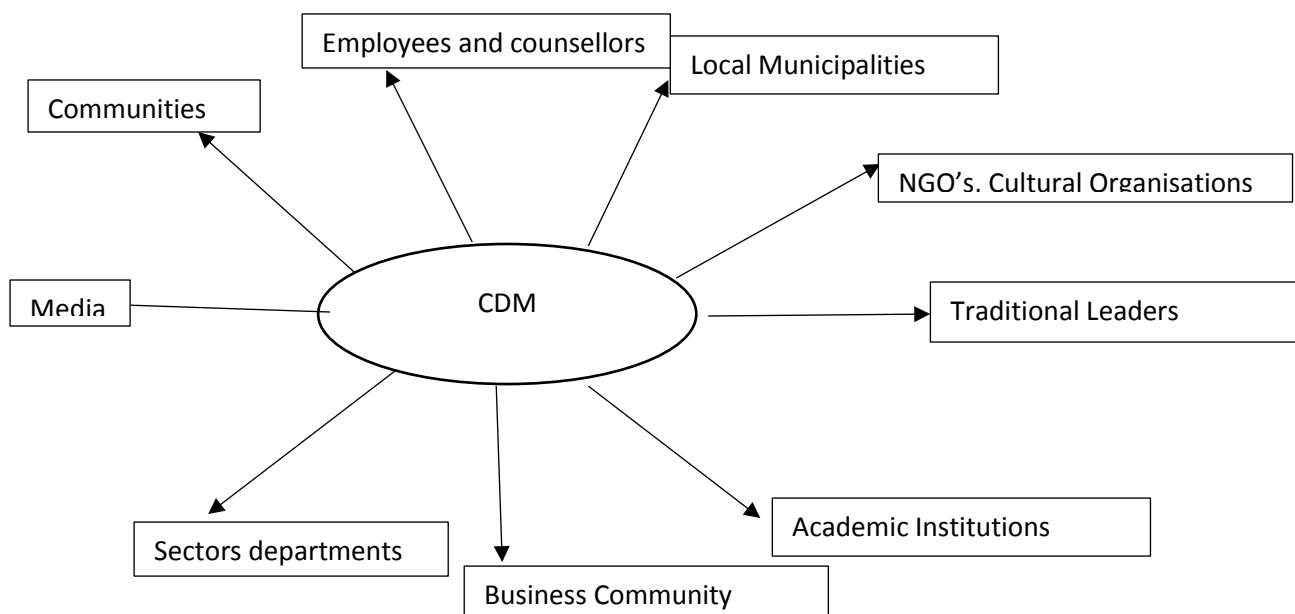 Employees and counsellors
Local Municipalities
Communities
NGO’s. Cultural Organisations
Media
CDM
Traditional Leaders
Academic Institutions
Sectors departments
Business Community